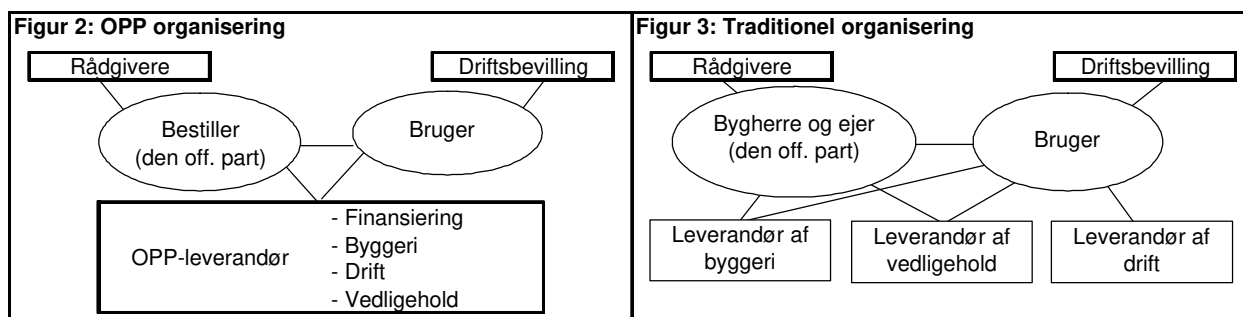 Figur 2: OPP organisering
Rådgivere
Driftsbevilling
Bestiller
(den off. part)
Bruger
OPP-leverandør
- Finansiering
- Byggeri
- Drift
- Vedligehold
Figur 3: Traditionel organisering
Rådgivere
Driftsbevilling
Bygherre og ejer
(den off. part)
Bruger
Leverandør af
byggeri
Leverandør af
vedligehold
Leverandør af
drift